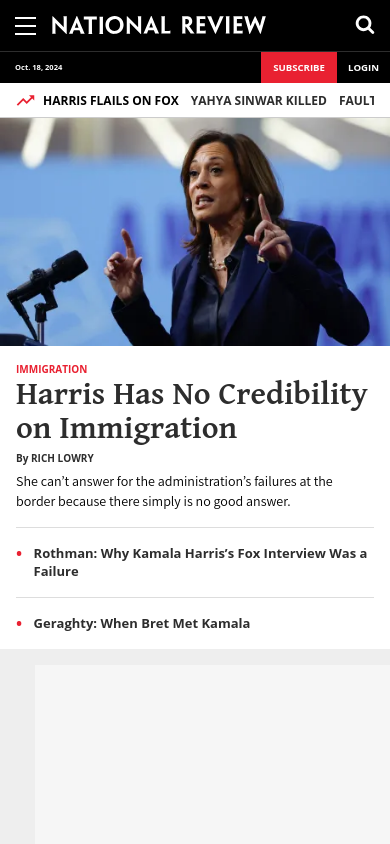 NATIONAL REVIEW
Oct. 18, 2024
SUBSCRIBE
LOGIN
HARRIS FLAILS ON FOX YAHYA SINWAR KILLED FAULT
IMMIGRATION
Harris Has No Credibility
on Immigration
By RICH LOWRY
She can’t answer for the administration’s failures at the
border because there simply is no good answer.
• Rothman: Why Kamala Harris’s Fox Interview Was a
Failure
• Geraghty: When Bret Met Kamala